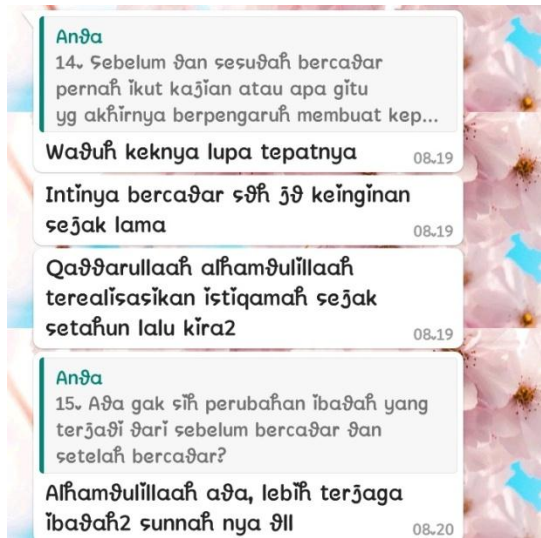 Anda
14. Sebelum dan sesudah bercadar
pernah ikut kajian atau apa gitu
yg akhirnya berpengaruh membuat kep...
Waduh keknya lupa tepatnya 08.19
Intinya bercadar sdh jd keinginan
sejak lama 08.19
Qaddarullaah alhamdulillaah
terealisasikan istiqamah sejak
setahun lalu kira2 08.19
Anda
15. Ada gak sih perubahan ibadah yang
terjadi dari sebelum bercadar dan
setelah bercadar?
Alhamdulillaah ada, lebih terjaga
ibadah2 sunnah nya dll 08.20